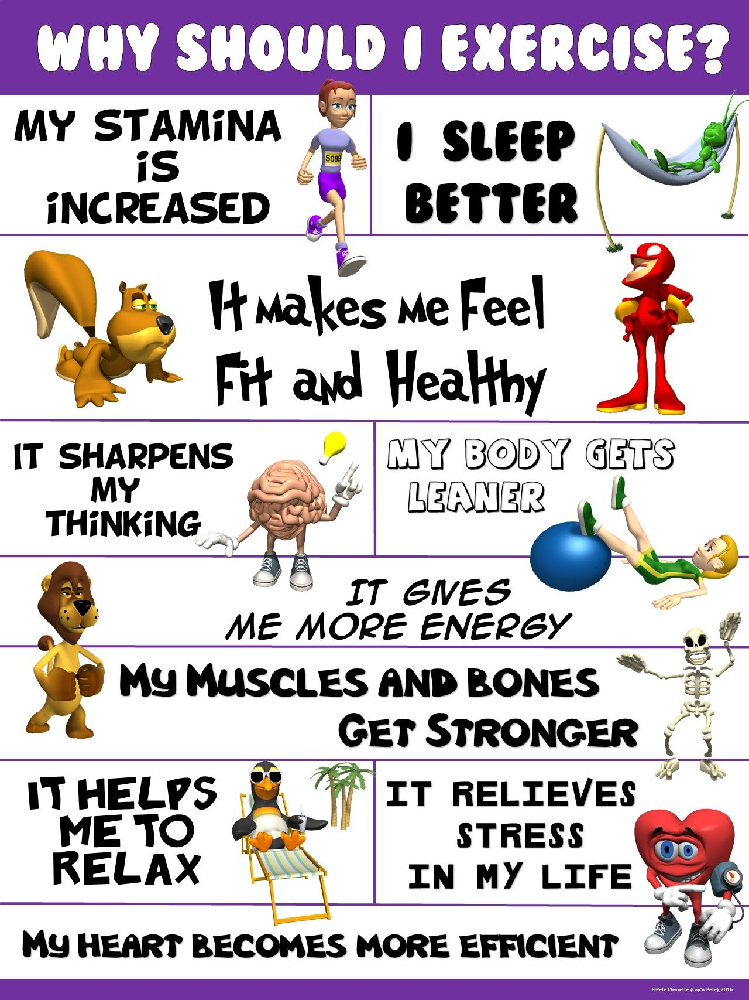 WHY SHOULD I EXERCISE?
MY STAMINA
iS
iNCREASED
5089
I SLEEP
BETTER
It Makes Me Feel
Fit and Healthy
IT SHARPENS
MY
THiNKiNG
MY BODY GETS
LEANER
IT GIVES
ME MORE ENERGY
MY MUSCLES AND BONES
GET STRONGER
IT HELPS
ME TO
RELAX
IT RELIEVES
STRESS
IN MY LIFE
MY HEART BECOMES MORE EFFICIENT
©Pete Charrette (Cap'n Pete), 2016